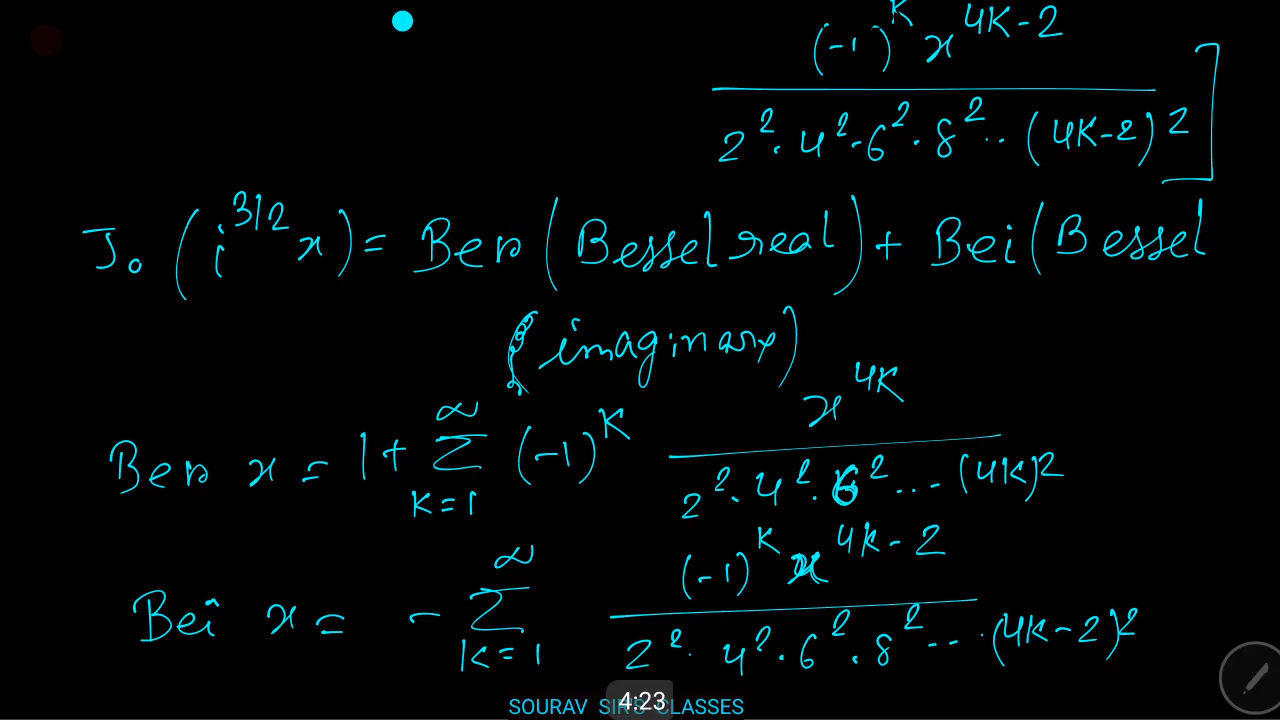 (-1)^K x^{4K-2}
2². 4². 6². 8² .. (4K-2)² ]
J₀ (i^{3/2} x) = Ber (Bessel real) + Bei (Bessel
(imaginary)
Ber x = 1 + ∑_{K=1}^{∞} (-1)^K x^{4K} / 2². 4². 6² ... (4K)²
Bei x = - ∑_{K=1}^{∞} (-1)^K x^{4K-2} / 2². 4². 6². 8² ... (4K-2)²
SOURAV SIR'S CLASSES
4:23